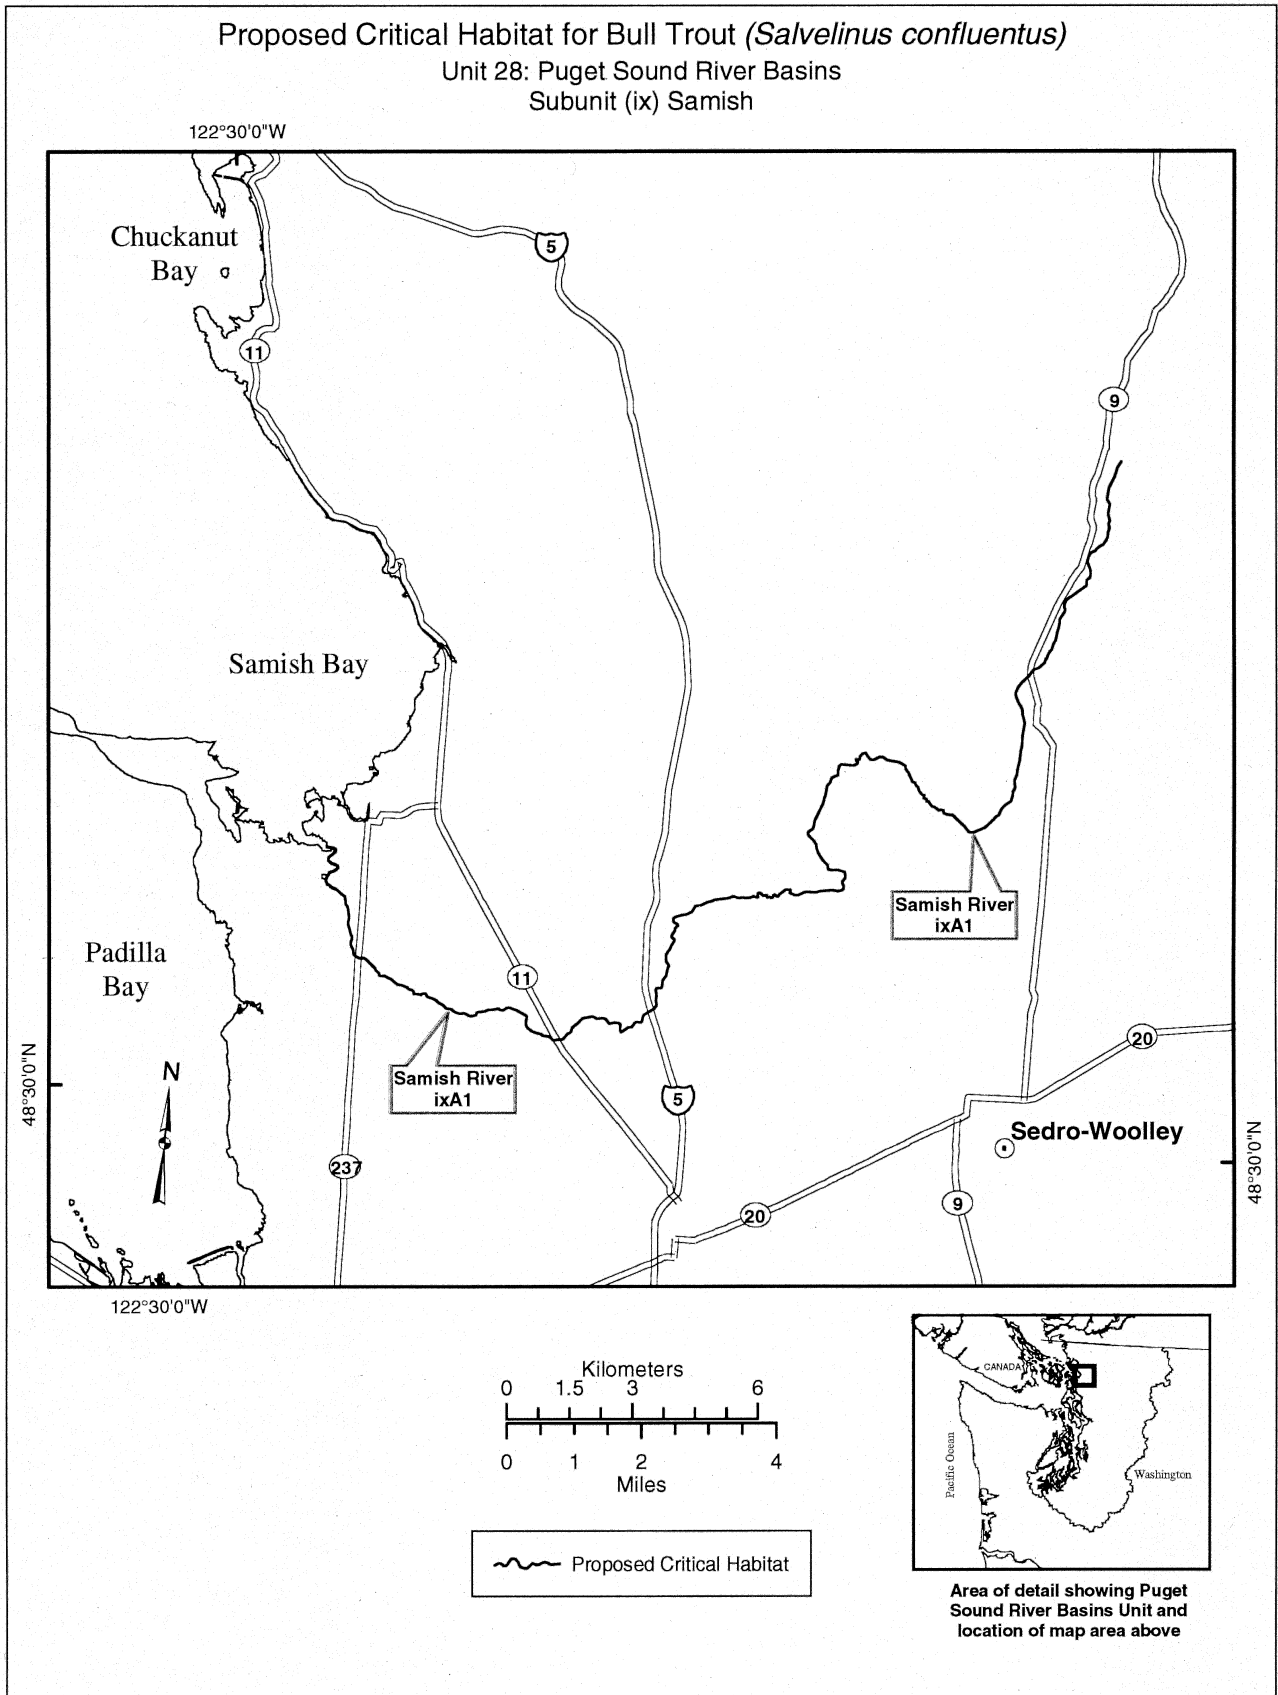 Proposed Critical Habitat for Bull Trout (Salvelinus confluentus)
Unit 28: Puget Sound River Basins
Subunit (ix) Samish
122°30'0"W
Chuckanut
Bay
5
11
9
Samish Bay
Samish River
ixA1
Padilla
Bay
11
20
48°30'0"N
N
Samish River
ixA1
5
Sedro-Woolley
48°30'0"N
237
9
20
122°30'0"W
Kilometers
0 1.5 3 6
0 1 2 4
Miles
Proposed Critical Habitat
CANADA
Pacific Ocean
Washington
Area of detail showing Puget
Sound River Basins Unit and
location of map area above